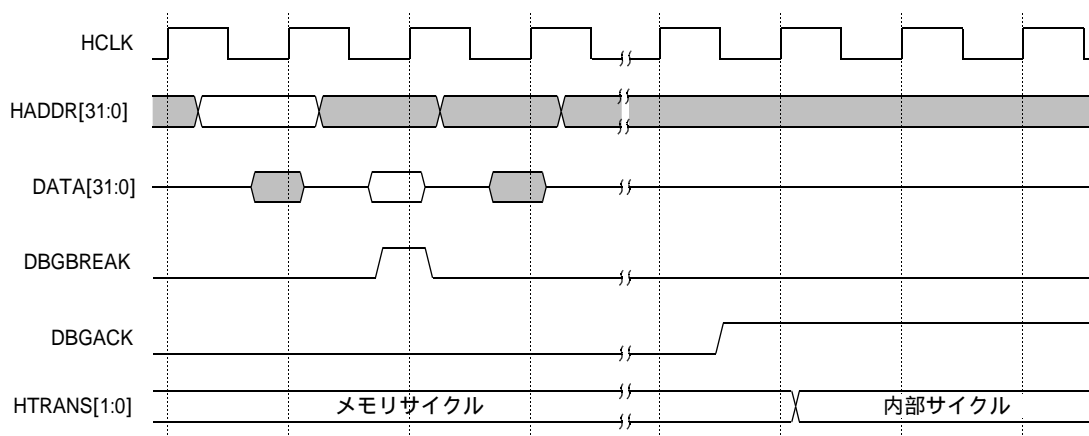 HCLK
HADDR[31:0]
DATA[31:0]
DBGBREAK
DBGACK
HTRANS[1:0] メモリサイクル 内部サイクル